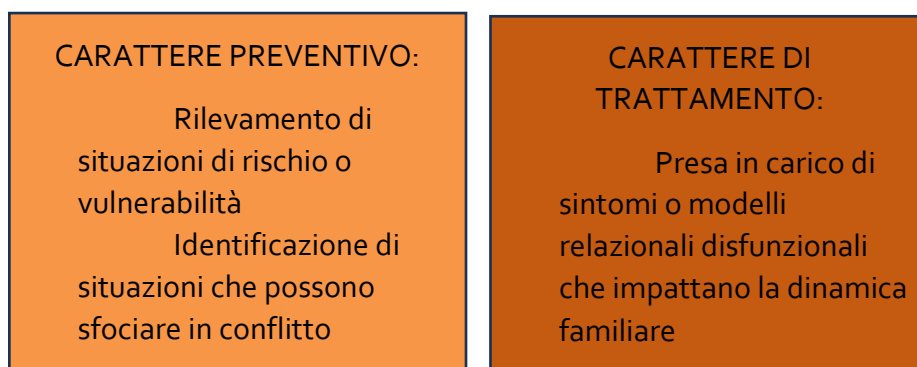 CARATTERE PREVENTIVO:
Rilevamento di
situazioni di rischio o
vulnerabilità
Identificazione di
situazioni che possono
sfociare in conflitto
CARATTERE DI
TRATTAMENTO:
Presa in carico di
sintomi o modelli
relazionali disfunzionali
che impattano la dinamica
familiare